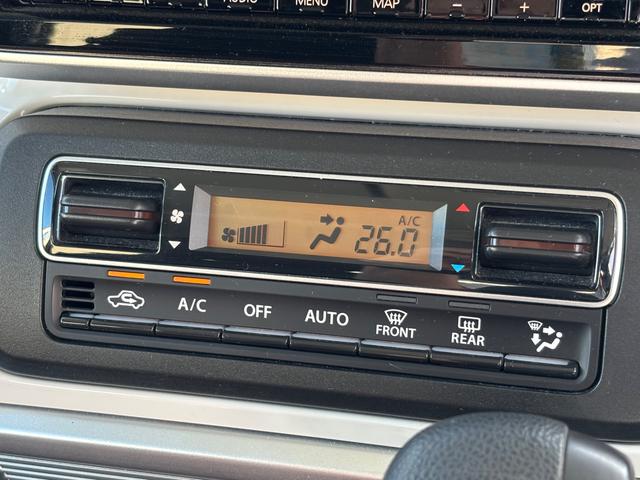 AUDIO MENU MAP − + OPT
A/C
26.0
A/C OFF AUTO FRONT REAR